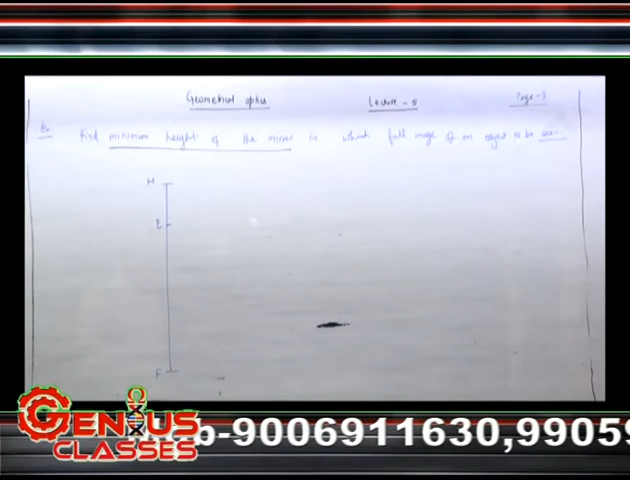 Geometrical optics Lecture - 5 Page - 3
Ex Find minimum height of the mirror in which full image of an object to be seen
H
E
F
GENIUS
CLASSES
-9006911630,99059